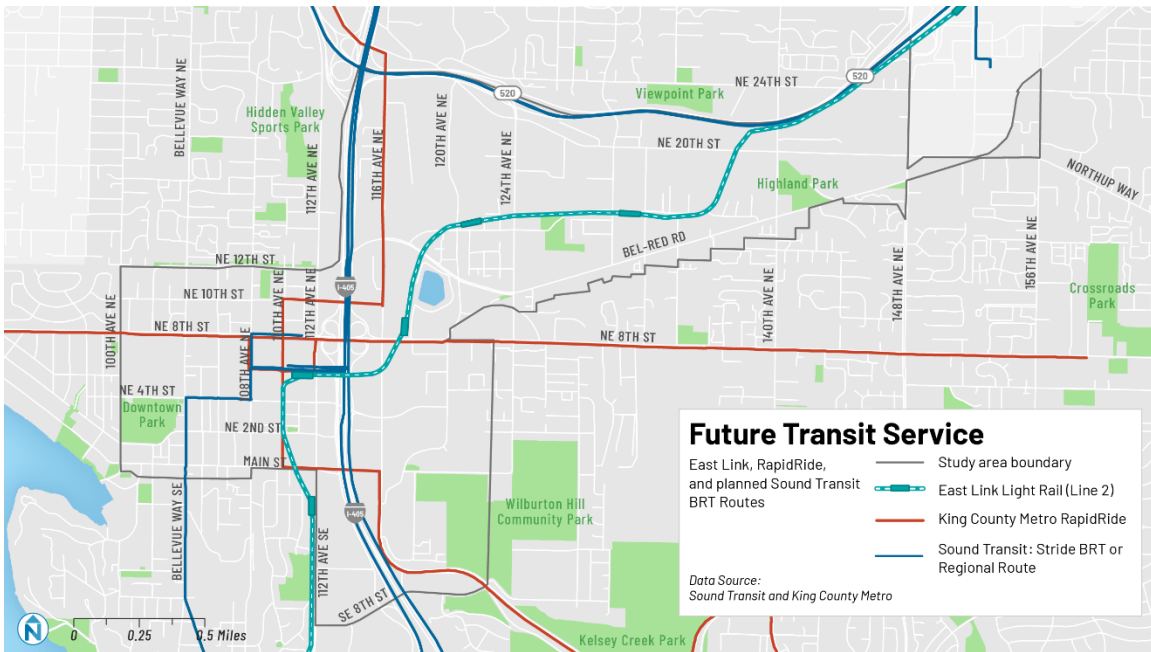 BELLEVUE WAY NE
Hidden Valley
Sports Park
112TH AVE NE
116TH AVE NE
120TH AVE NE
520
124TH AVE NE
Viewpoint Park
NE 24TH ST
520
NE 20TH ST
Highland Park
NORTHUP WAY
BEL-RED RD
NE 12TH ST
NE 10TH ST
I-405
110TH AVE NE
112TH AVE NE
140TH AVE NE
148TH AVE NE
156TH AVE NE
Crossroads
Park
100TH AVE NE
NE 8TH ST
NE 8TH ST
108TH AVE NE
NE 4TH ST
Downtown
Park
NE 2ND ST
MAIN ST
BELLEVUE WAY SE
112TH AVE SE
I-405
Wilburton Hill
Community Park
SE 8TH ST
Kelsey Creek Park
N
0 0.25 0.5 Miles
Future Transit Service
East Link, RapidRide,
and planned Sound Transit
BRT Routes
Study area boundary
East Link Light Rail (Line 2)
King County Metro RapidRide
Sound Transit: Stride BRT or
Regional Route
Data Source:
Sound Transit and King County Metro